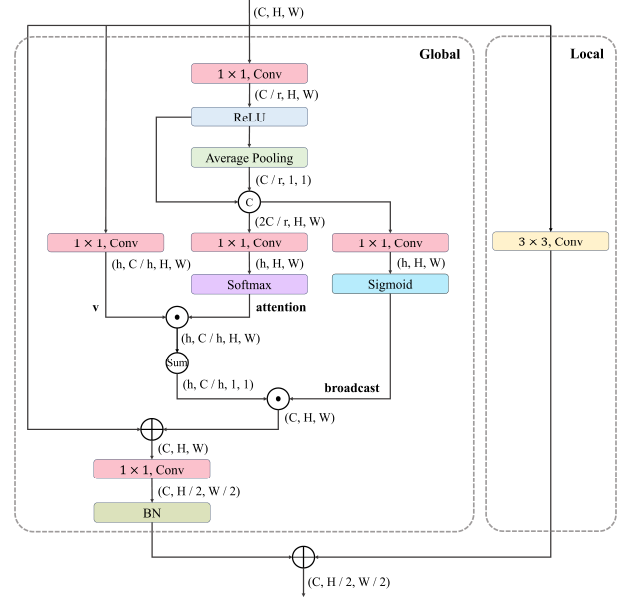 (C, H, W)
Global
Local
1 × 1, Conv
(C / r, H, W)
ReLU
Average Pooling
(C / r, 1, 1)
C
(2C / r, H, W)
1 × 1, Conv
1 × 1, Conv
1 × 1, Conv
3 × 3, Conv
(h, C / h, H, W)
(h, H, W)
(h, H, W)
Softmax
Sigmoid
v
attention
(h, C / h, H, W)
Sum
(h, C / h, 1, 1)
broadcast
(C, H, W)
(C, H, W)
1 × 1, Conv
(C, H / 2, W / 2)
BN
(C, H / 2, W / 2)